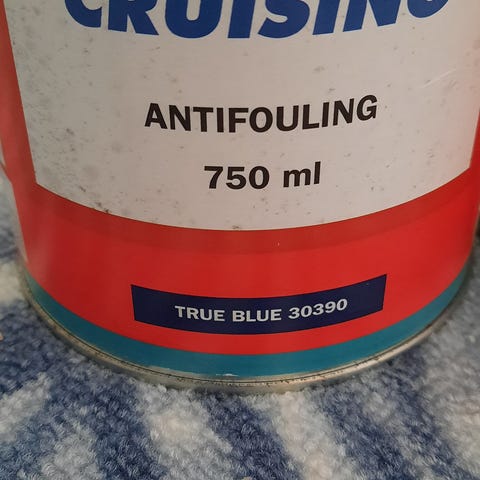 CRUISING
ANTIFOULING
750 ml
TRUE BLUE 30390